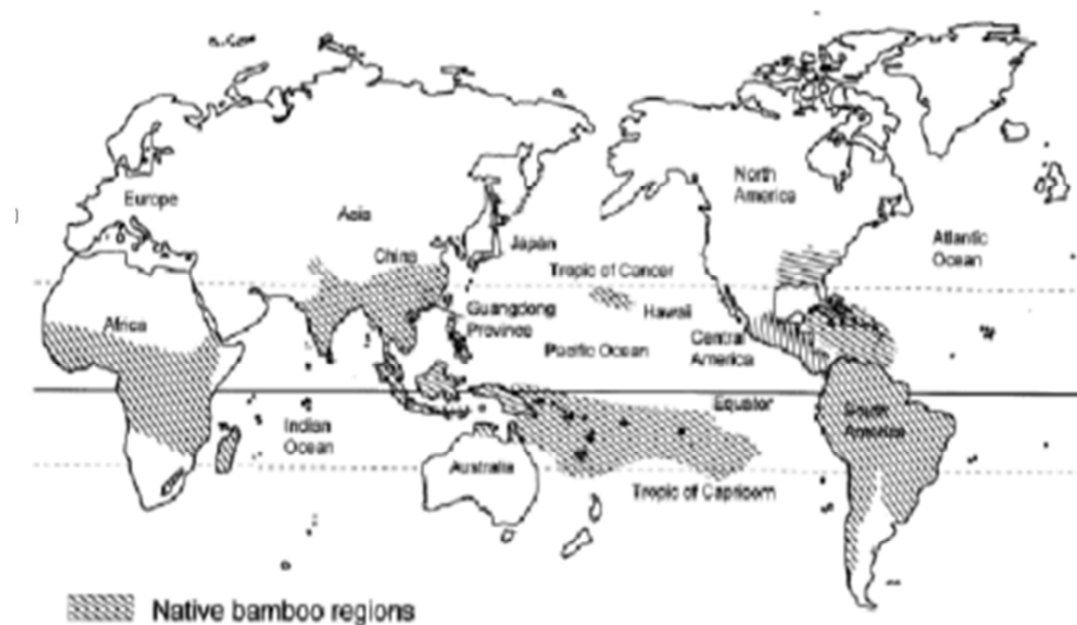 Europe
Asia
China
Japan
North
America
Atlantic
Ocean
Tropic of Cancer
Hawaii
Guangdong
Province
Africa
Pacific Ocean
Central
America
Equator
South
America
Indian
Ocean
Australia
Tropic of Capricorn
Native bamboo regions